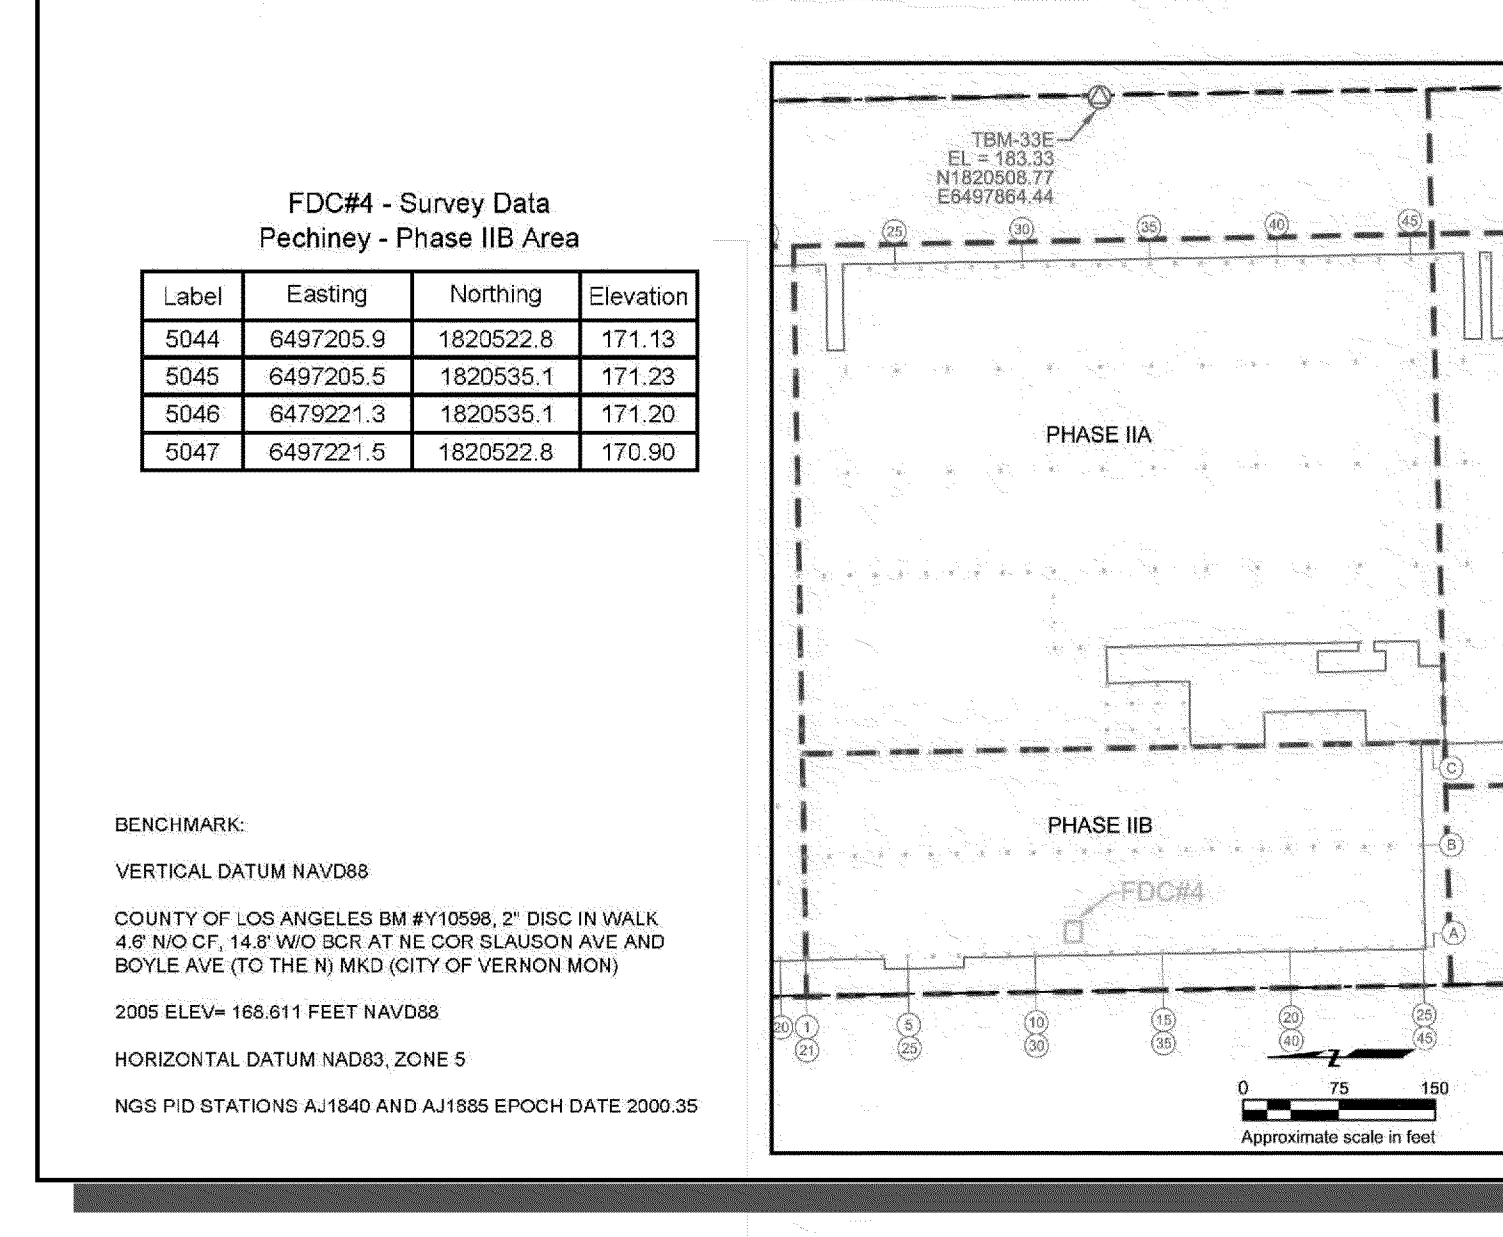 FDC#4 - Survey Data
Pechiney - Phase IIB Area
Label Easting Northing Elevation
5044 6497205.9 1820522.8 171.13
5045 6497205.5 1820535.1 171.23
5046 6479221.3 1820535.1 171.20
5047 6497221.5 1820522.8 170.90
BENCHMARK:
VERTICAL DATUM NAVD88
COUNTY OF LOS ANGELES BM #Y10598, 2" DISC IN WALK
4.6' N/O CF, 14.8' W/O BCR AT NE COR SLAUSON AVE AND
BOYLE AVE (TO THE N) MKD (CITY OF VERNON MON)
2005 ELEV= 168.611 FEET NAVD88
HORIZONTAL DATUM NAD83, ZONE 5
NGS PID STATIONS AJ1840 AND AJ1885 EPOCH DATE 2000.35
TBM-33E
EL = 183.33
N1820508.77
E6497864.44
25 30 35 40 45
PHASE IIA
C
PHASE IIB
B
FDC#4
A
20 1 5 10 15 20 25
21 25 30 35 40 45
Z
0 75 150
Approximate scale in feet